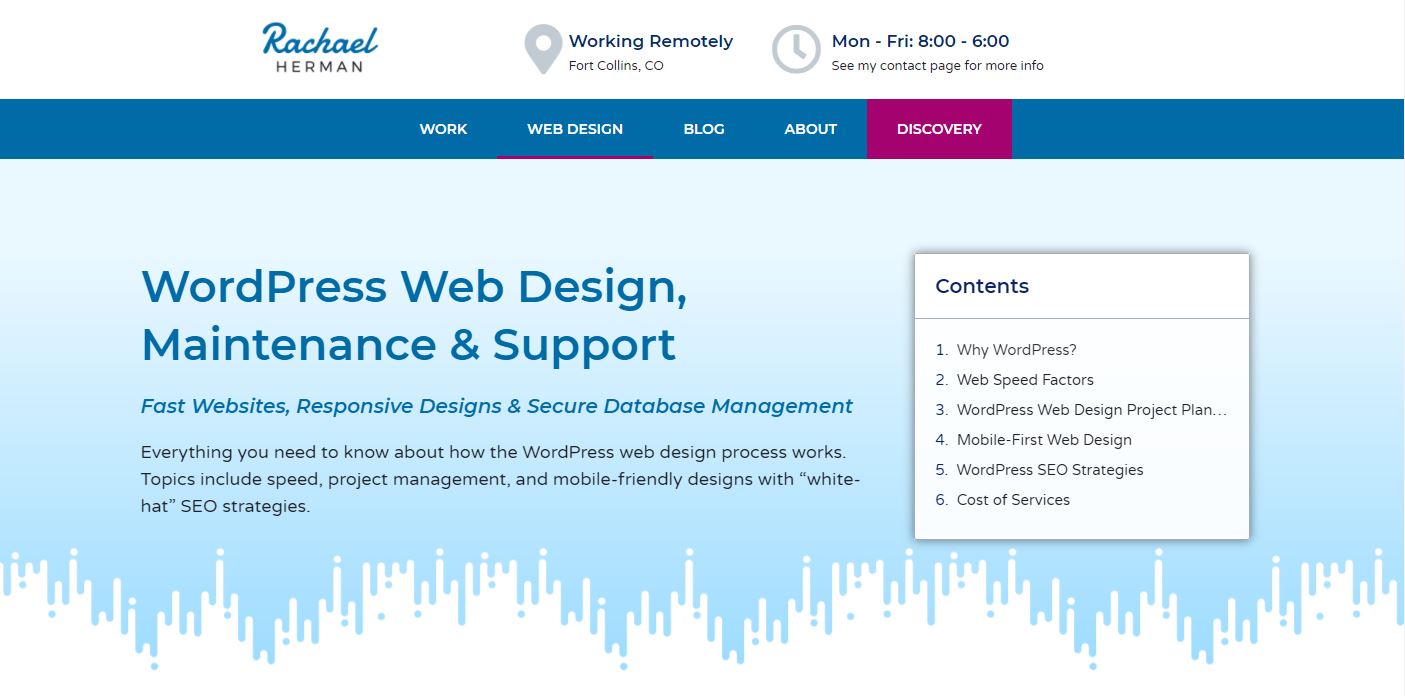 Rachael
HERMAN
Working Remotely
Fort Collins, CO
Mon - Fri: 8:00 - 6:00
See my contact page for more info
WORK
WEB DESIGN
BLOG
ABOUT
DISCOVERY
WordPress Web Design,
Maintenance & Support
Fast Websites, Responsive Designs & Secure Database Management
Everything you need to know about how the WordPress web design process works.
Topics include speed, project management, and mobile-friendly designs with “white-
hat” SEO strategies.
Contents
1. Why WordPress?
2. Web Speed Factors
3. WordPress Web Design Project Plan…
4. Mobile-First Web Design
5. WordPress SEO Strategies
6. Cost of Services